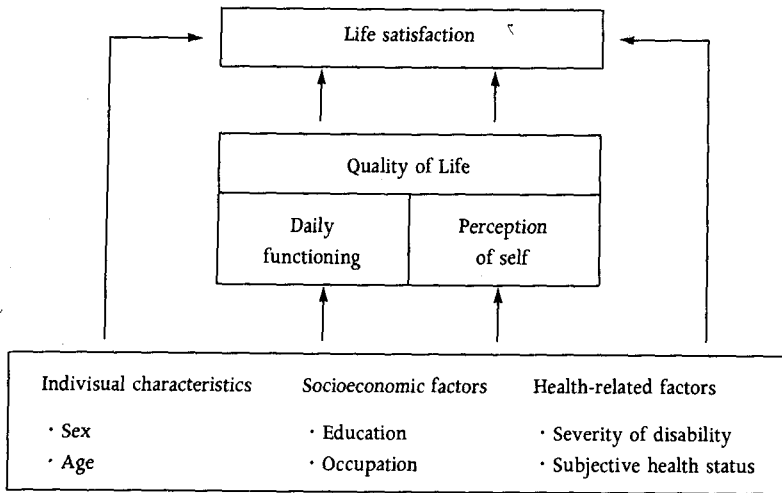 Life satisfaction
Quality of Life
Daily
functioning
Perception
of self
Indivisual characteristics
· Sex
· Age
Socioeconomic factors
· Education
· Occupation
Health-related factors
· Severity of disability
· Subjective health status